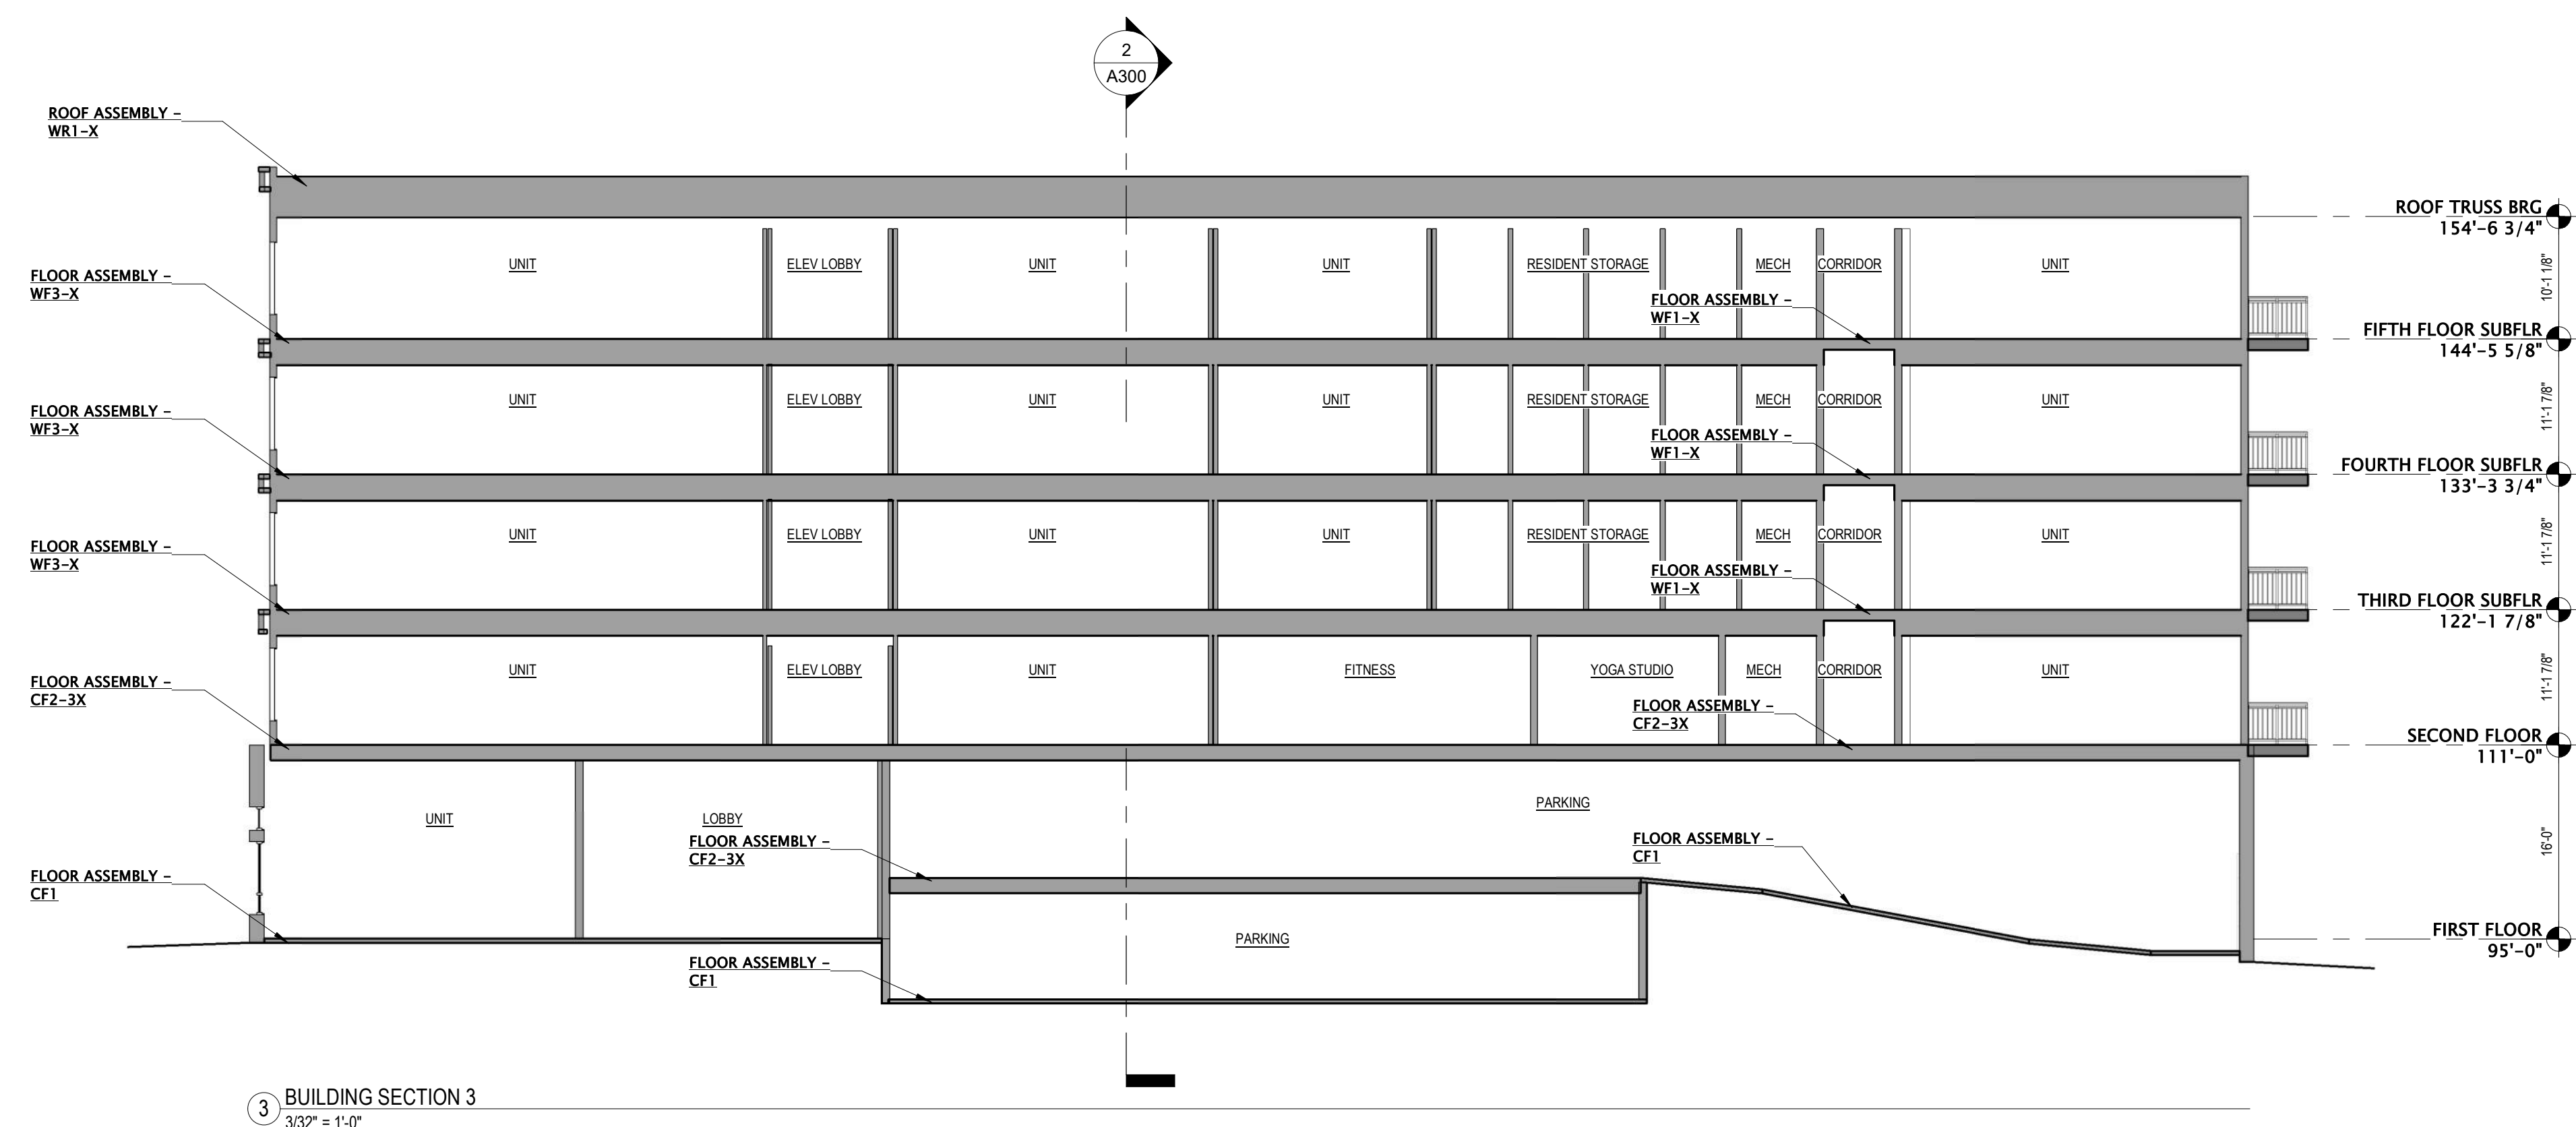 2
A300
ROOF ASSEMBLY -
WR1-X
ROOF TRUSS BRG
154'-6 3/4"
UNIT
ELEV LOBBY
UNIT
UNIT
RESIDENT STORAGE
MECH
CORRIDOR
UNIT
10'-1 1/8"
FLOOR ASSEMBLY -
WF3-X
FLOOR ASSEMBLY -
WF1-X
FIFTH FLOOR SUBFLR
144'-5 5/8"
UNIT
ELEV LOBBY
UNIT
UNIT
RESIDENT STORAGE
MECH
CORRIDOR
UNIT
11'-1 7/8"
FLOOR ASSEMBLY -
WF3-X
FLOOR ASSEMBLY -
WF1-X
FOURTH FLOOR SUBFLR
133'-3 3/4"
UNIT
ELEV LOBBY
UNIT
UNIT
RESIDENT STORAGE
MECH
CORRIDOR
UNIT
11'-1 7/8"
FLOOR ASSEMBLY -
WF3-X
FLOOR ASSEMBLY -
WF1-X
THIRD FLOOR SUBFLR
122'-1 7/8"
UNIT
ELEV LOBBY
UNIT
FITNESS
YOGA STUDIO
MECH
CORRIDOR
UNIT
11'-1 7/8"
FLOOR ASSEMBLY -
CF2-3X
FLOOR ASSEMBLY -
CF2-3X
SECOND FLOOR
111'-0"
PARKING
UNIT
LOBBY
FLOOR ASSEMBLY -
CF2-3X
FLOOR ASSEMBLY -
CF1
16'-0"
FLOOR ASSEMBLY -
CF1
PARKING
FIRST FLOOR
95'-0"
FLOOR ASSEMBLY -
CF1
3
BUILDING SECTION 3
3/32" = 1'-0"